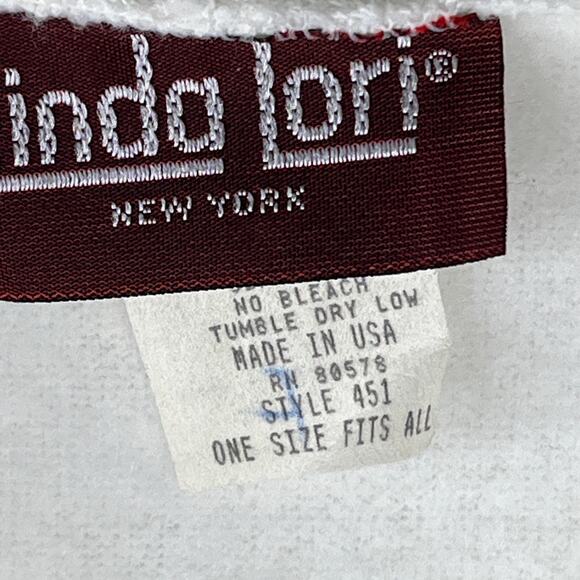 inda lori®
NEW YORK
NO BLEACH
TUMBLE DRY LOW
MADE IN USA
RN 80578
STYLE 451
ONE SIZE FITS ALL